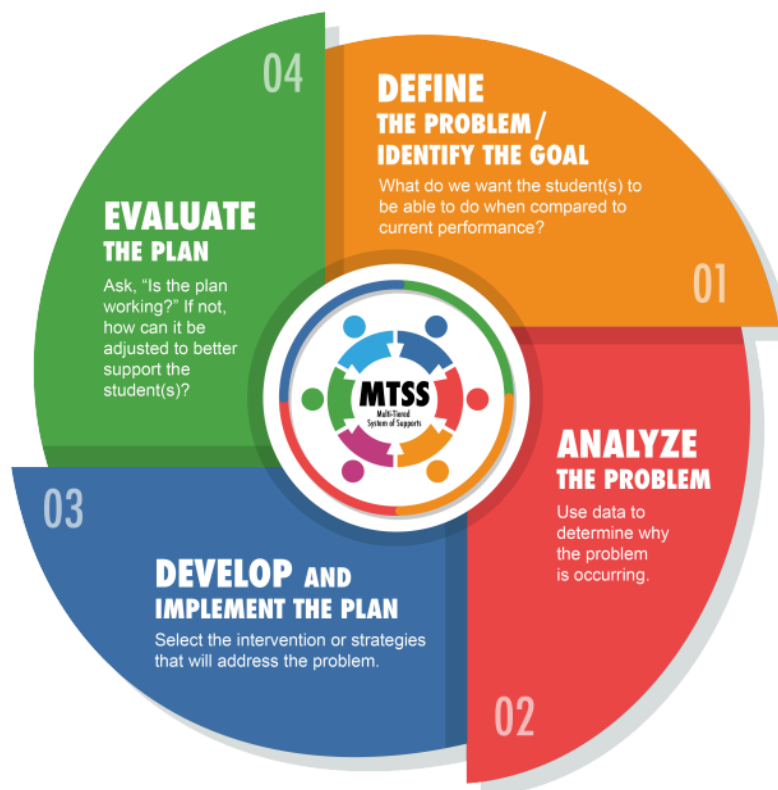 01
DEFINE
THE PROBLEM/
IDENTIFY THE GOAL
What do we want the student(s) to
be able to do when compared to
current performance?
02
ANALYZE
THE PROBLEM
Use data to
determine why
the problem
is occurring.
03
DEVELOP AND
IMPLEMENT THE PLAN
Select the intervention or strategies
that will address the problem.
04
EVALUATE
THE PLAN
Ask, “Is the plan
working?” If not,
how can it be
adjusted to better
support the
student(s)?
MTSS
Multi-Tiered
System of Supports